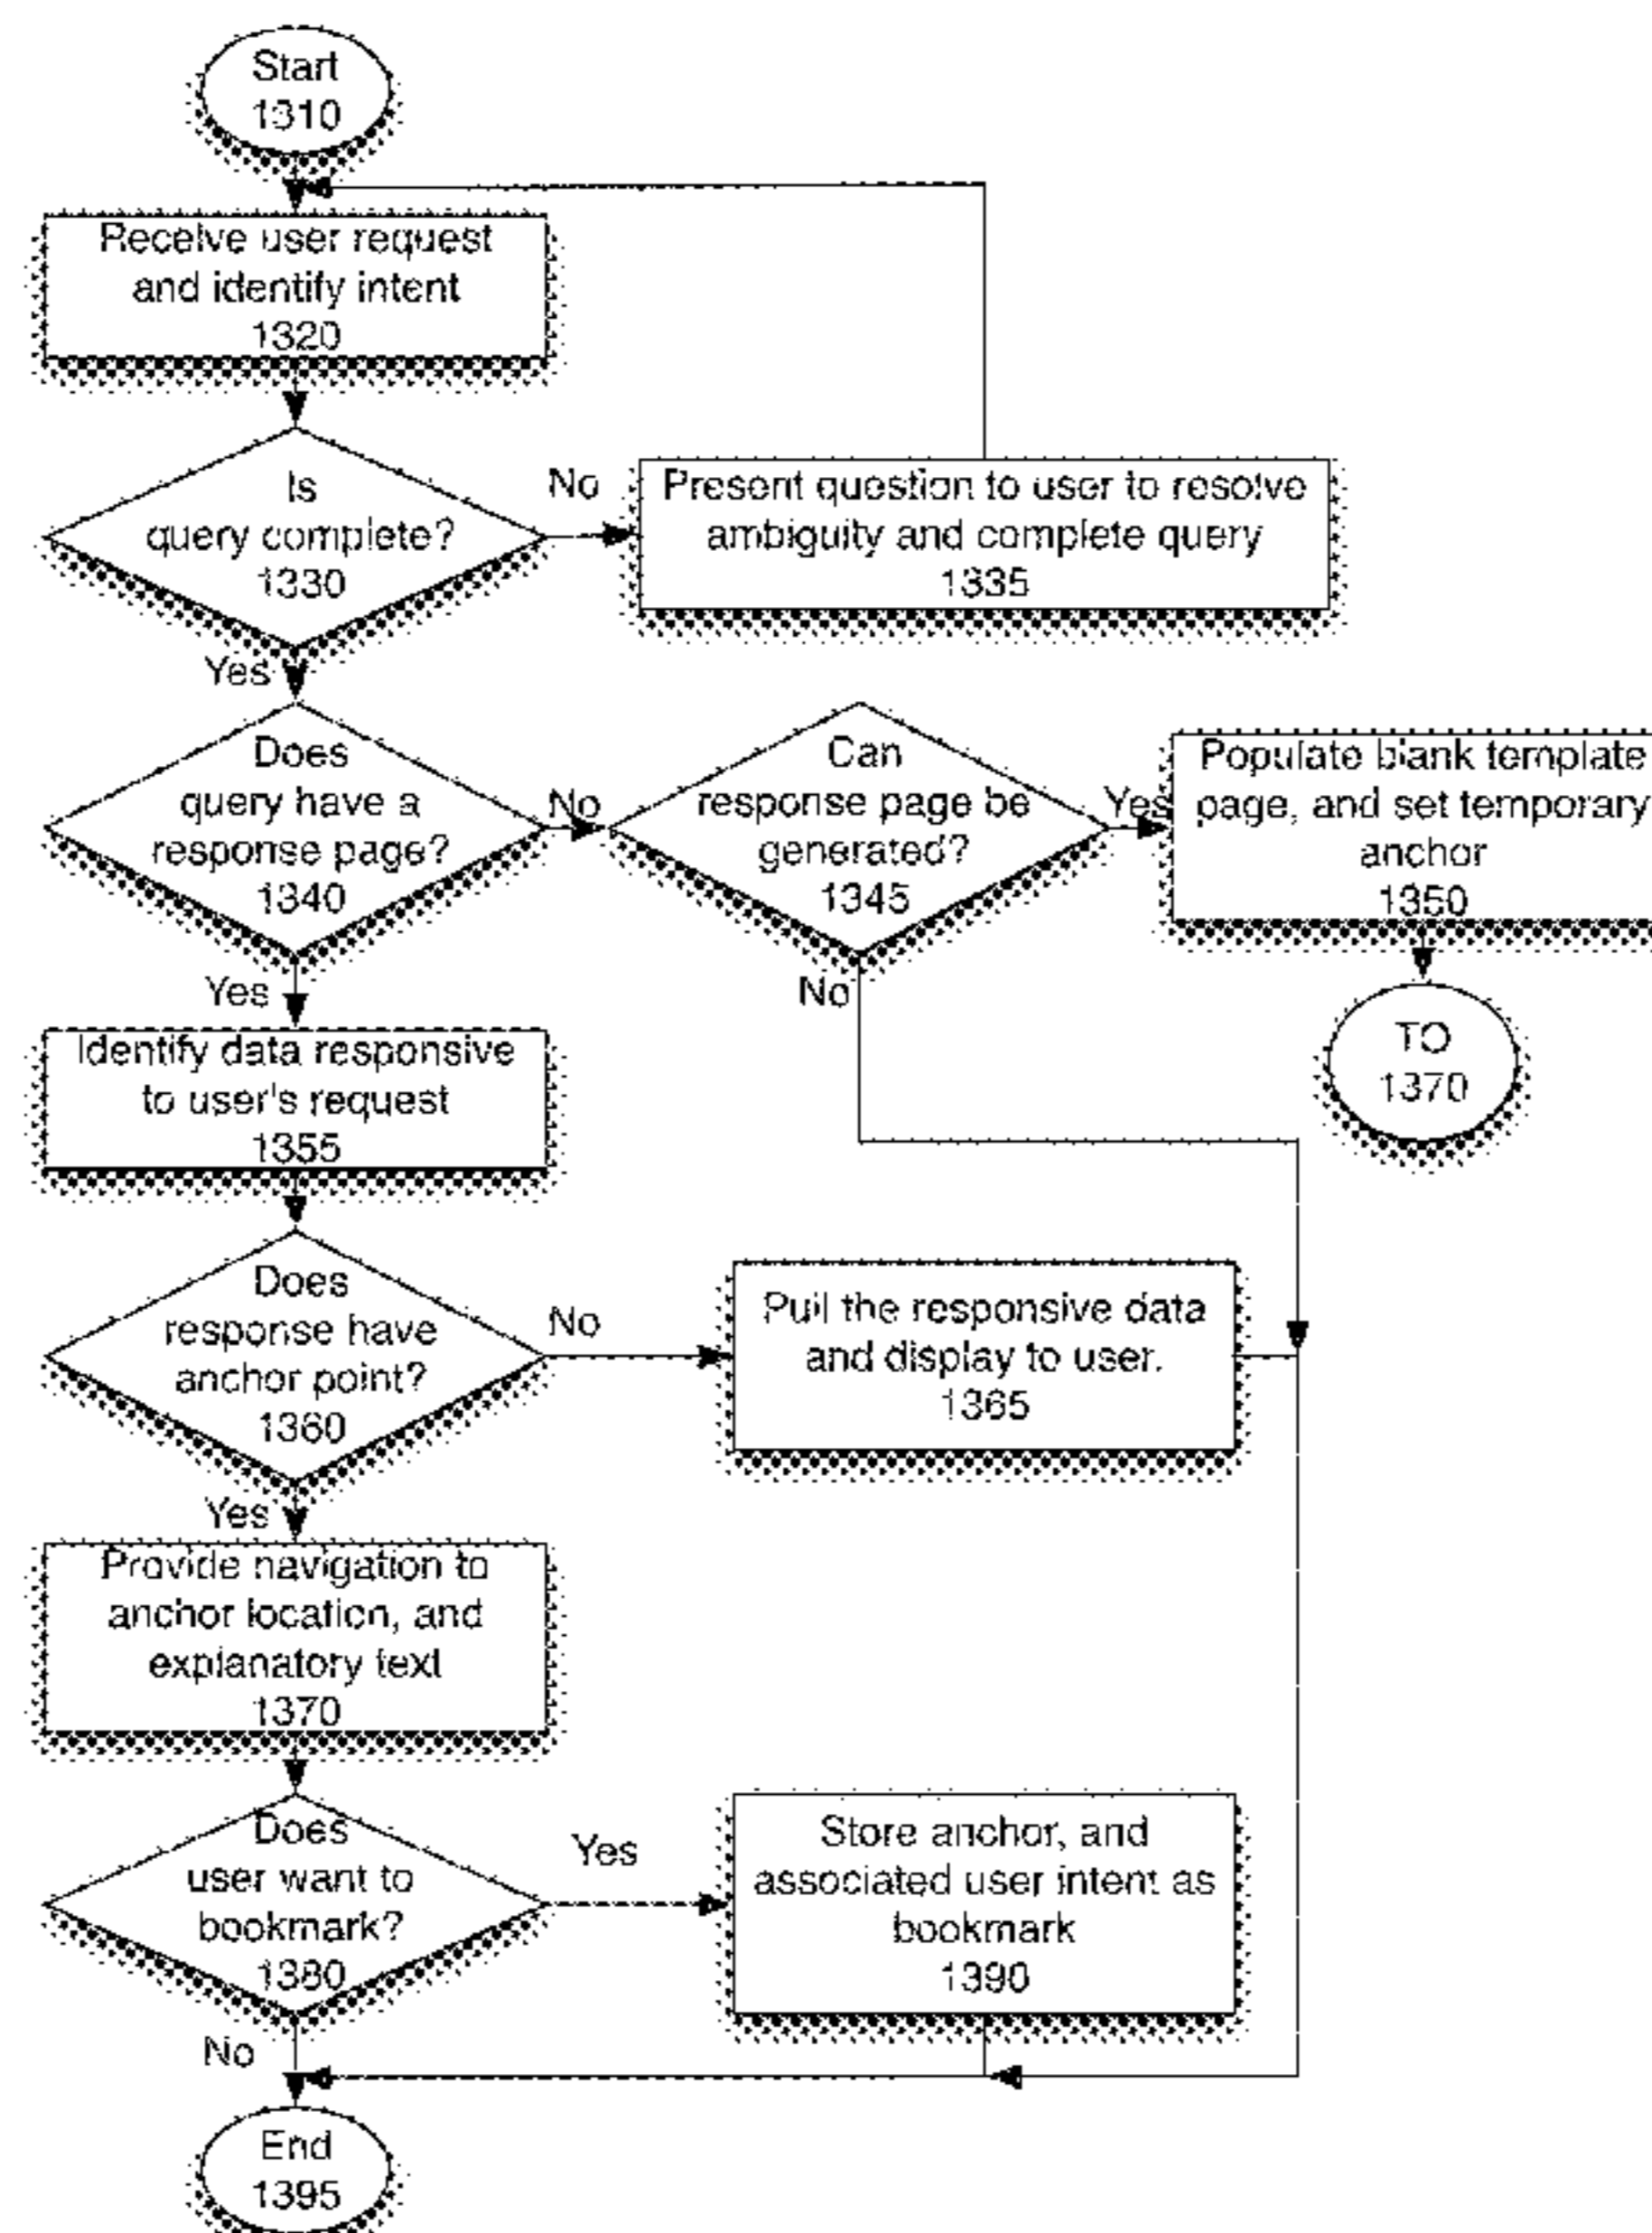 Start
1310
Receive user request
and identify intent
1320
Is
query complete?
1330
No
Present question to user to resolve
ambiguity and complete query
1335
Yes
Does
query have a
response page?
1340
No
Can
response page be
generated?
1345
Yes
Populate blank template
page, and set temporary
anchor
1350
Yes
No
TO
1370
Identify data responsive
to user's request
1355
Does
response have
anchor point?
1360
No
Pull the responsive data
and display to user.
1365
Yes
Provide navigation to
anchor location, and
explanatory text
1370
Does
user want to
bookmark?
1380
Yes
Store anchor, and
associated user intent as
bookmark
1390
No
End
1395